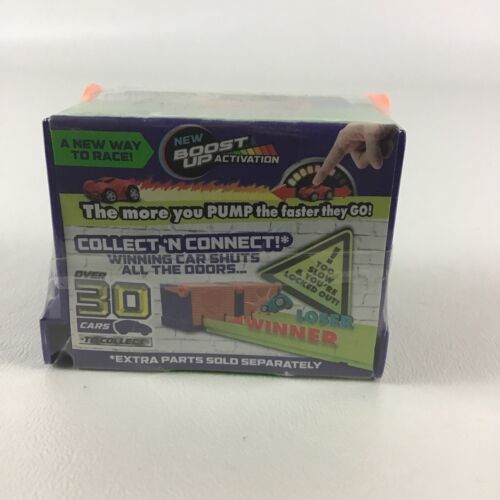 A NEW WAY
TO RACE!
NEW
BOOST
UP ACTIVATION
The more you PUMP the faster they GO!
COLLECT 'N CONNECT!*
WINNING CAR SHUTS
ALL THE DOORS...
! TOO
SLOW
& YOU'RE
LOCKED OUT!
OVER
30
CARS
TO COLLECT
LOSER
WINNER
*EXTRA PARTS SOLD SEPARATELY